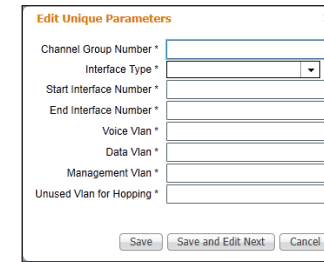 Edit Unique Parameters
Channel Group Number *
Interface Type *
Start Interface Number *
End Interface Number *
Voice Vlan *
Data Vlan *
Management Vlan *
Unused Vlan for Hopping *
Save Save and Edit Next Cancel